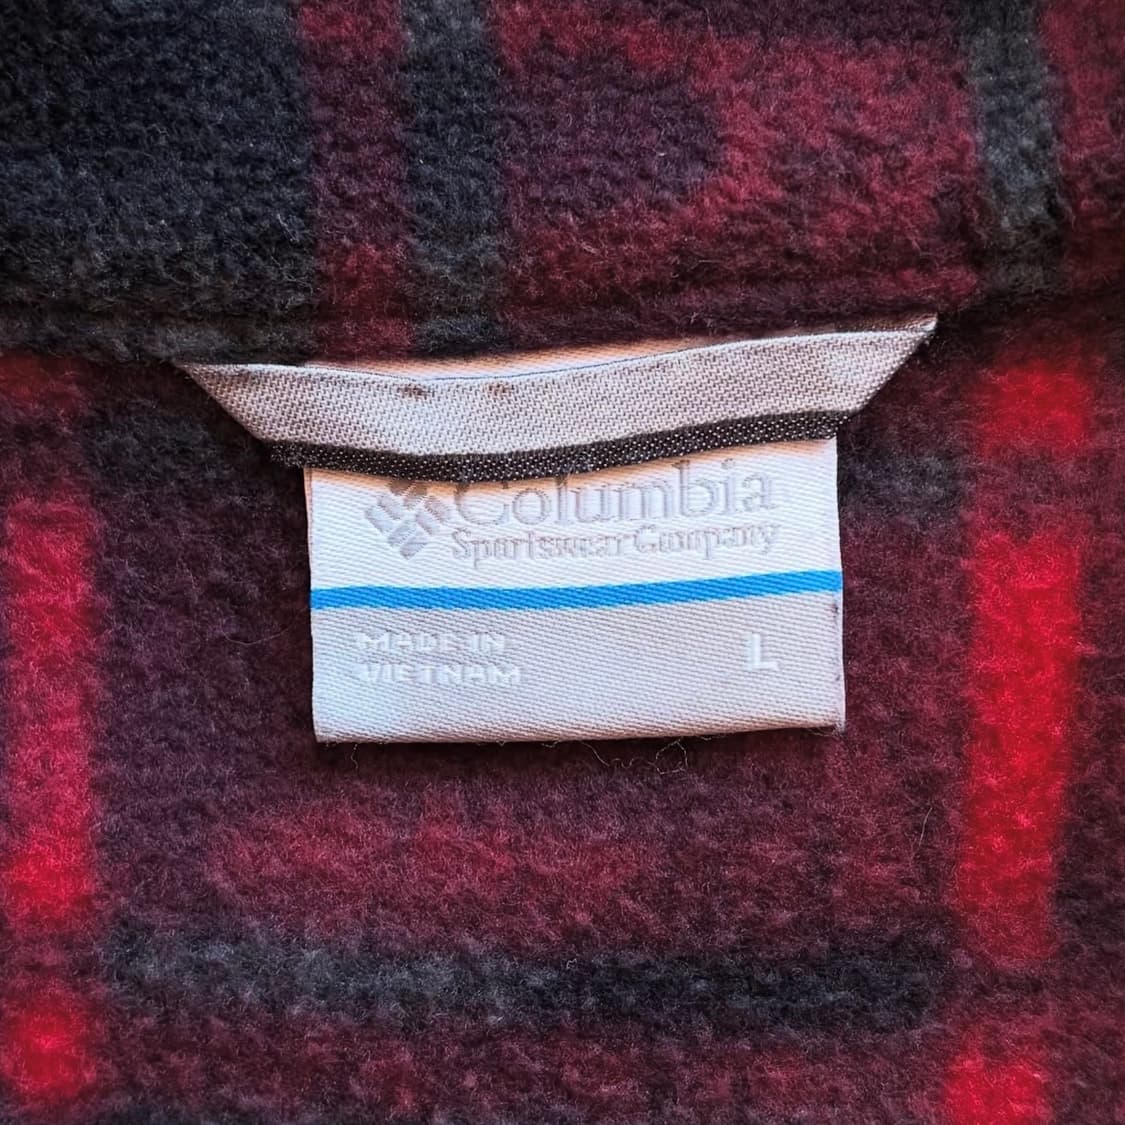 Columbia
Sportswear Company
MADE IN
VIETNAM
L